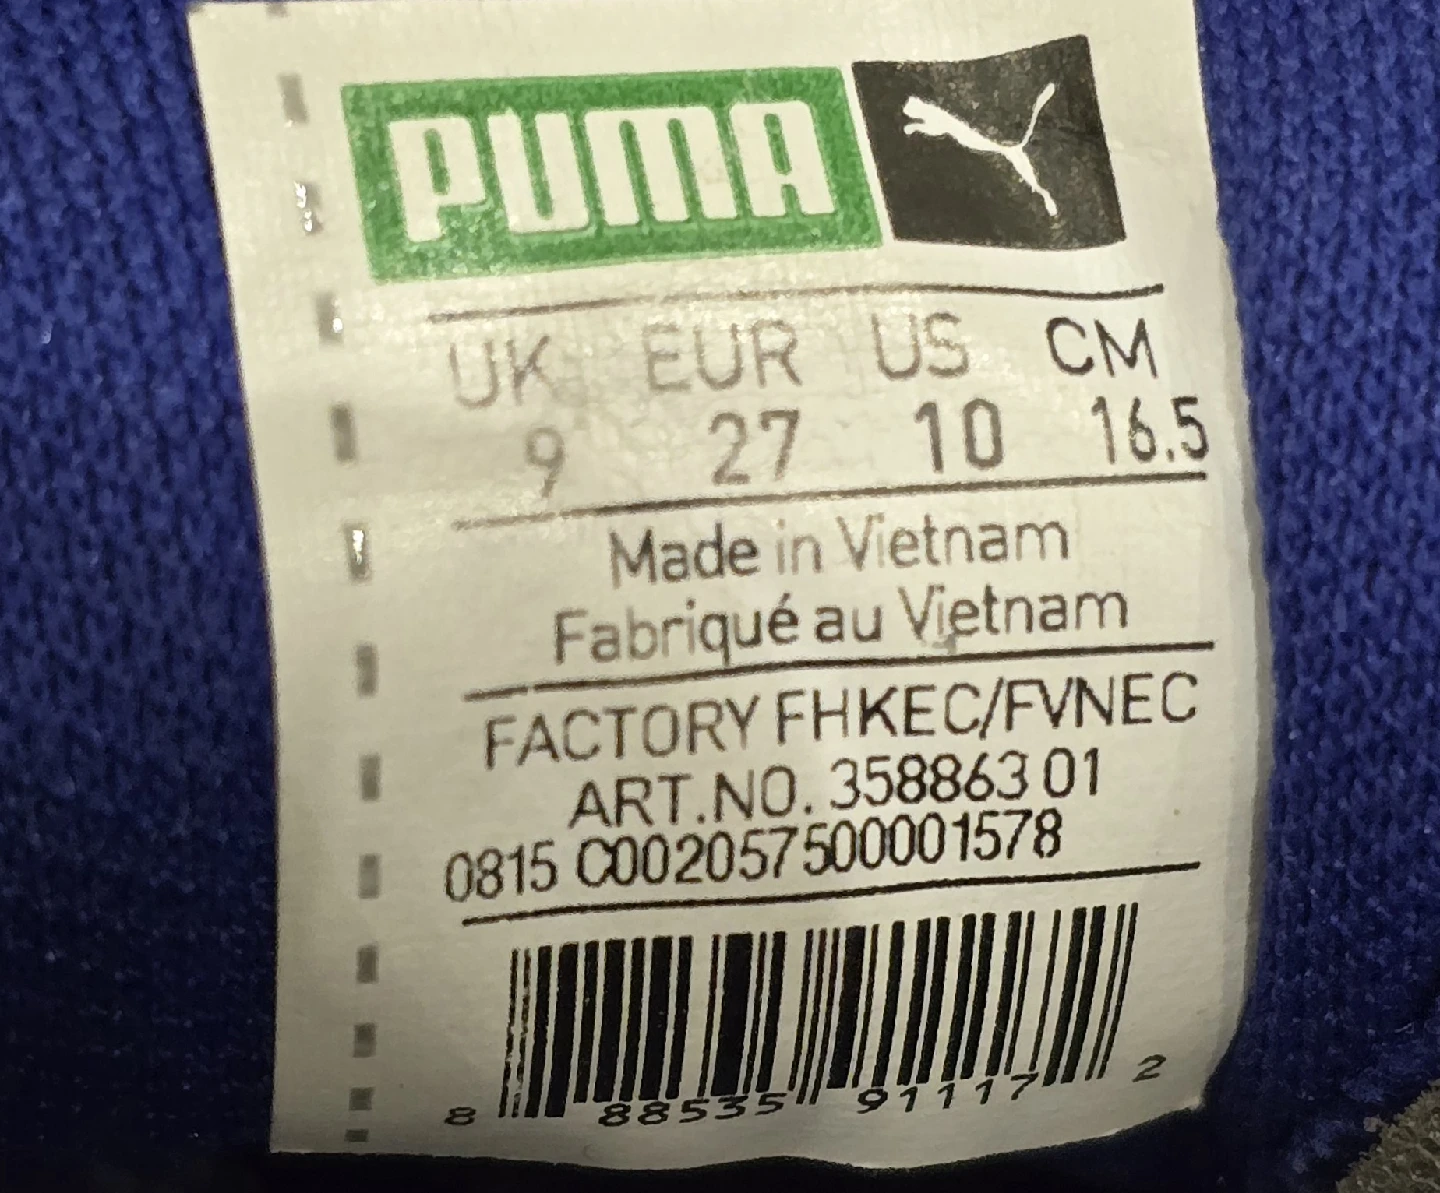 PUMA
UK EUR US CM
9 27 10 16.5
Made in Vietnam
Fabriqué au Vietnam
FACTORY FHKEC/FVNEC
ART.NO. 358863 01
0815 C002057500001578
8 88535 91117 2